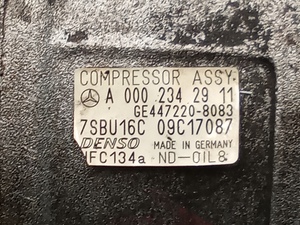 COMPRESSOR ASSY
A 000 234 29 11
GE447220-8083
7SBU16C 09C17087
DENSO MADE IN GERMANY
HFC134a ND-OIL8